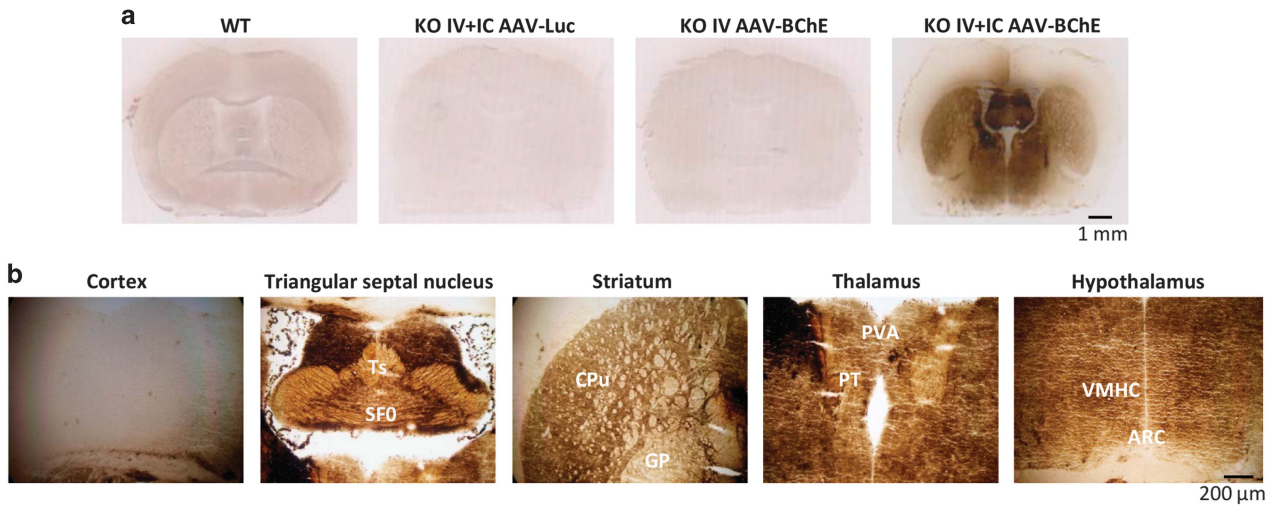 a
WT
KO IV+IC AAV-Luc
KO IV AAV-BChE
KO IV+IC AAV-BChE
1 mm
b
Cortex
Triangular septal nucleus
Striatum
Thalamus
Hypothalamus
Ts
SF0
CPu
GP
PVA
PT
VMHC
ARC
200 µm